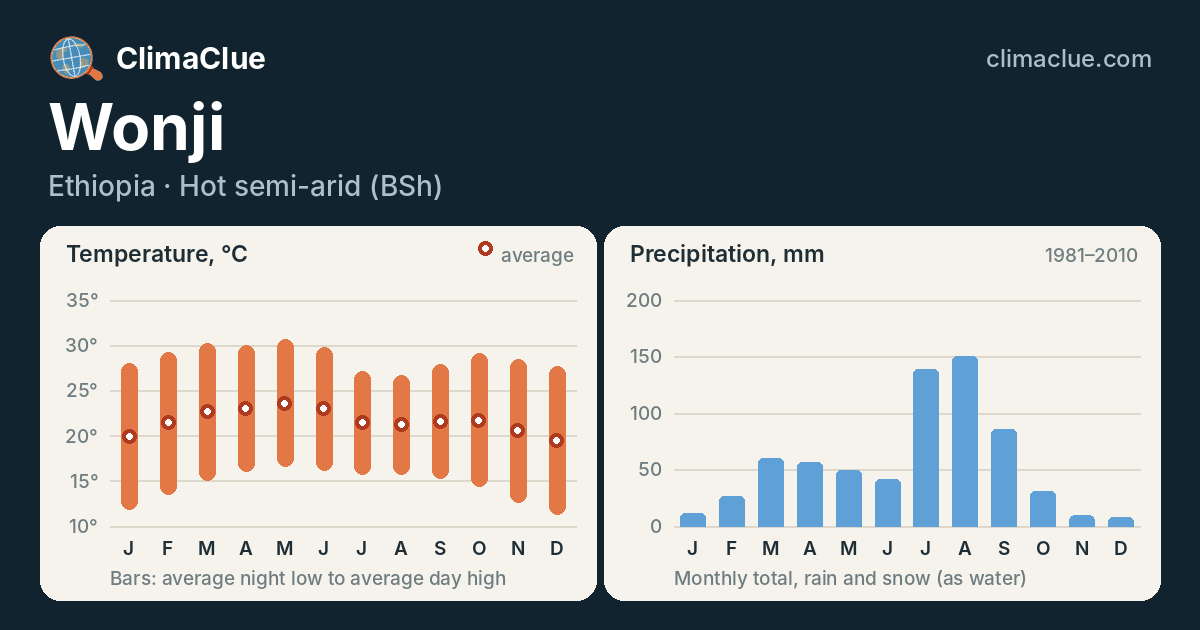 ClimaClue
climaclue.com
Wonji
Ethiopia · Hot semi-arid (BSh)
Temperature, °C
average
35°
30°
25°
20°
15°
10°
J F M A M J J A S O N D
Bars: average night low to average day high
Precipitation, mm
1981–2010
200
150
100
50
0
J F M A M J J A S O N D
Monthly total, rain and snow (as water)